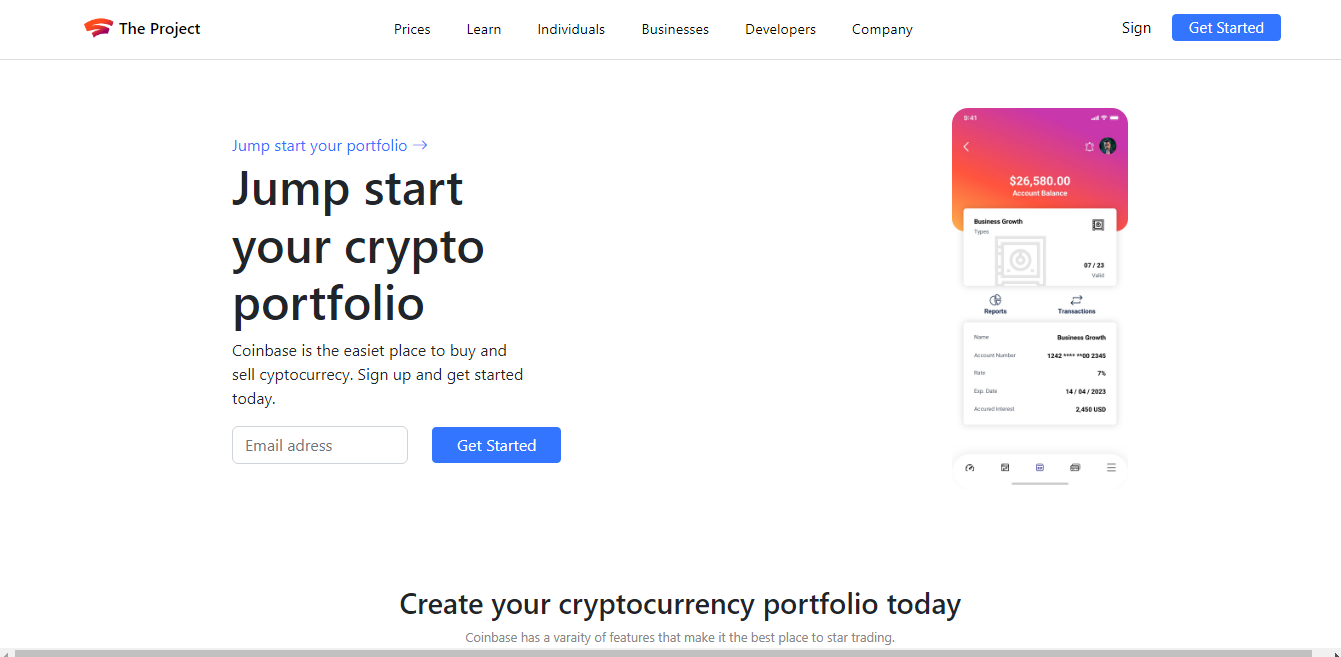 The Project
Prices
Learn
Individuals
Businesses
Developers
Company
Sign
Get Started
Jump start your portfolio →
Jump start
your crypto
portfolio
Coinbase is the easiet place to buy and
sell cyptocurrecy. Sign up and get started
today.
Email adress
Get Started
9:41
$26,580.00
Account Balance
Business Growth
Types
07 / 23
Valid
Reports
Transactions
Name Business Growth
Account Number 1242 **** **00 2345
Rate 7%
Exp. Date 14 / 04 / 2023
Accured Interest 2,450 USD
Create your cryptocurrency portfolio today
Coinbase has a varaity of features that make it the best place to star trading.